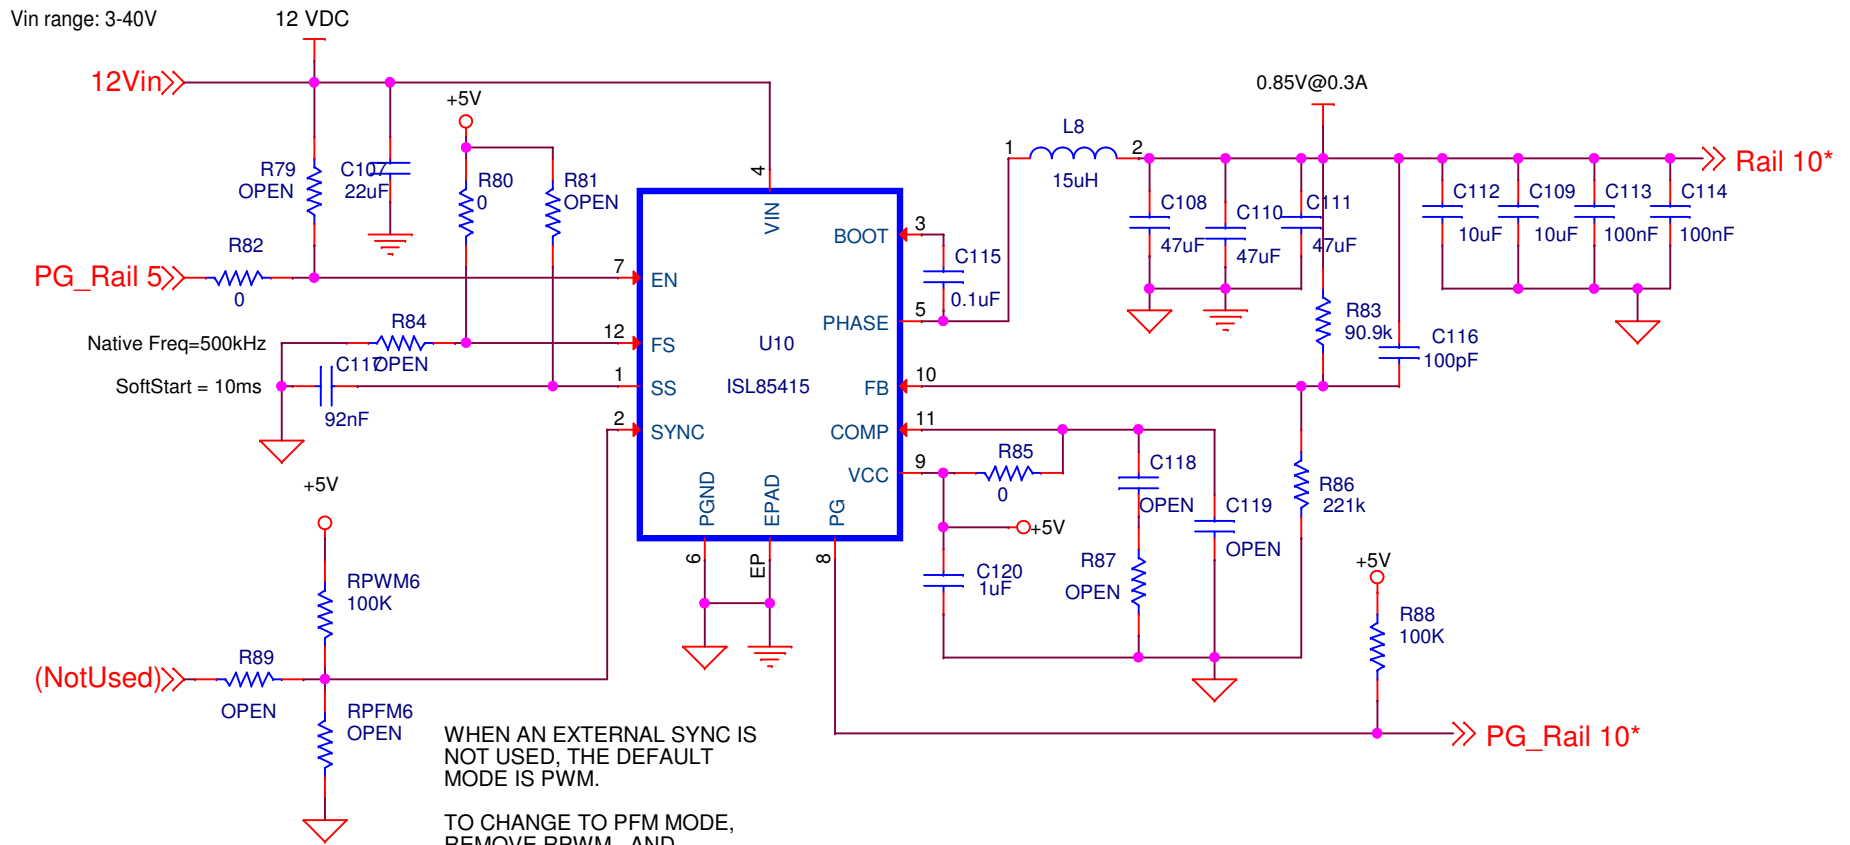 Vin range: 3-40V
12 VDC
12Vin
+5V
0.85V@0.3A
L8
1
2
15uH
Rail 10*
R79
OPEN
C107
22uF
R80
0
R81
OPEN
4
VIN
R82
0
PG_Rail 5
7
EN
BOOT
3
C115
0.1uF
PHASE
5
C108
47uF
C110
47uF
C111
47uF
C112
10uF
C109
10uF
C113
100nF
C114
100nF
R83
90.9k
C116
100pF
Native Freq=500kHz
R84
OPEN
12
FS
U10
SoftStart = 10ms
C117
92nF
1
SS
ISL85415
FB
10
2
SYNC
COMP
11
VCC
9
R85
0
C118
OPEN
C119
OPEN
R86
221k
PGND
EPAD
PG
6
EP
8
+5V
+5V
C120
1uF
R87
OPEN
+5V
R88
100K
RPWM6
100K
(NotUsed)
R89
OPEN
RPFM6
OPEN
PG_Rail 10*
WHEN AN EXTERNAL SYNC IS
NOT USED, THE DEFAULT
MODE IS PWM.
TO CHANGE TO PFM MODE,
REMOVE RPWM, AND